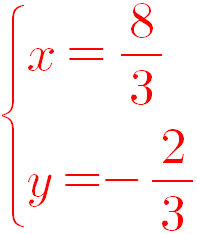 x = 8/3
y = -2/3